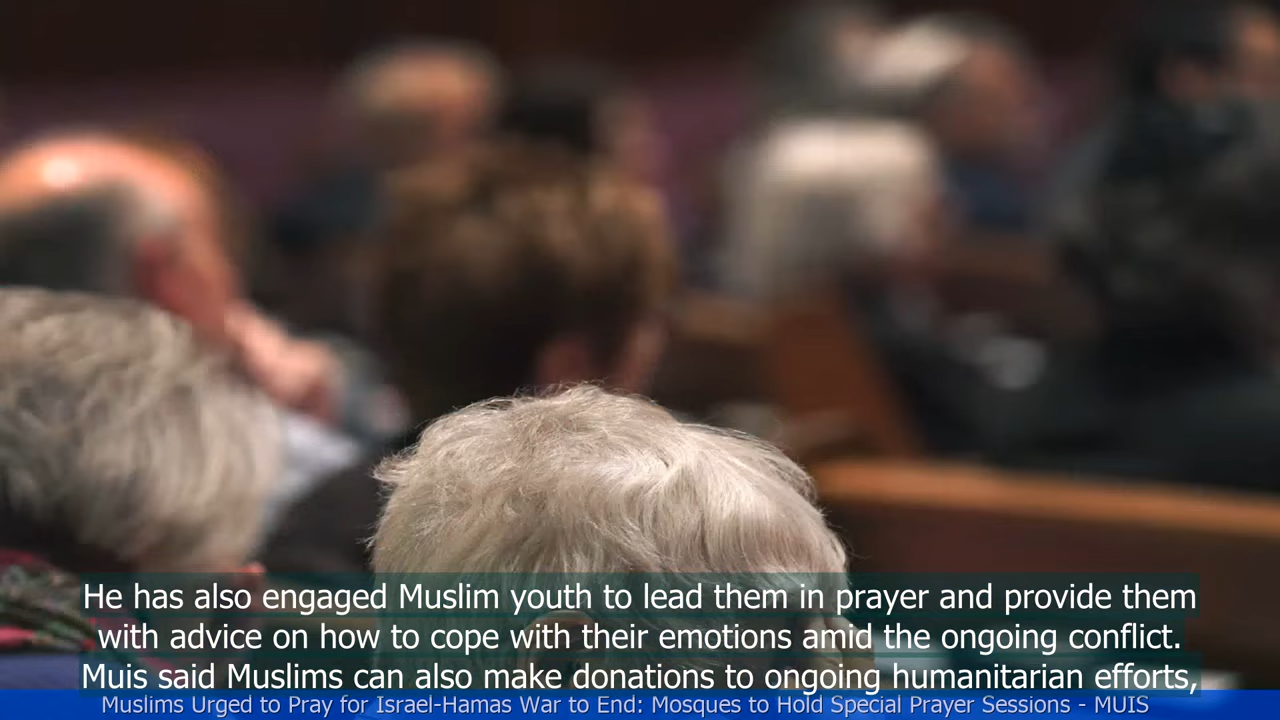 He has also engaged Muslim youth to lead them in prayer and provide them
with advice on how to cope with their emotions amid the ongoing conflict.
Muis said Muslims can also make donations to ongoing humanitarian efforts,
Muslims Urged to Pray for Israel-Hamas War to End: Mosques to Hold Special Prayer Sessions - MUIS